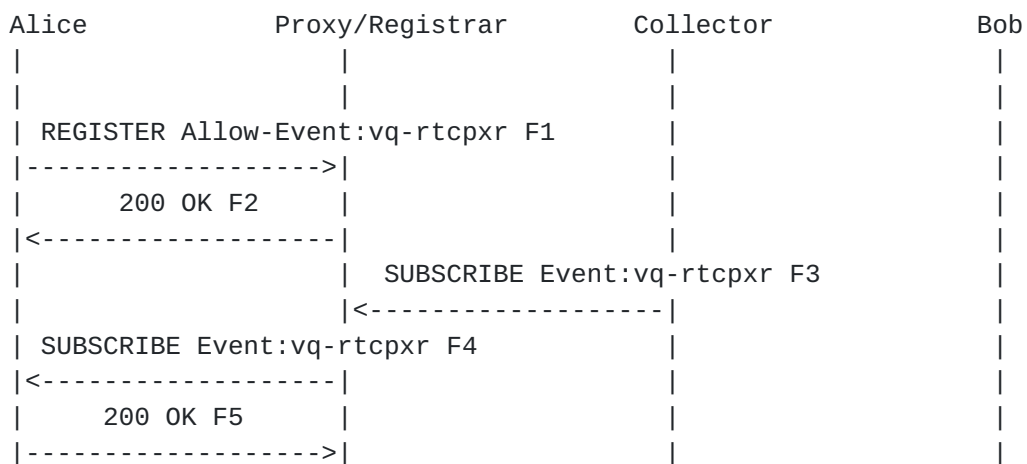 Alice            Proxy/Registrar        Collector             Bob
|                    |                    |                    |
|                    |                    |                    |
| REGISTER Allow-Event:vq-rtcpxr F1       |                    |
|------------------->|                    |                    |
|      200 OK F2     |                    |                    |
|<-------------------|                    |                    |
|                    |  SUBSCRIBE Event:vq-rtcpxr F3           |
|                    |<-------------------|                    |
| SUBSCRIBE Event:vq-rtcpxr F4            |                    |
|<-------------------|                    |                    |
|     200 OK F5      |                    |                    |
|------------------->|                    |                    |